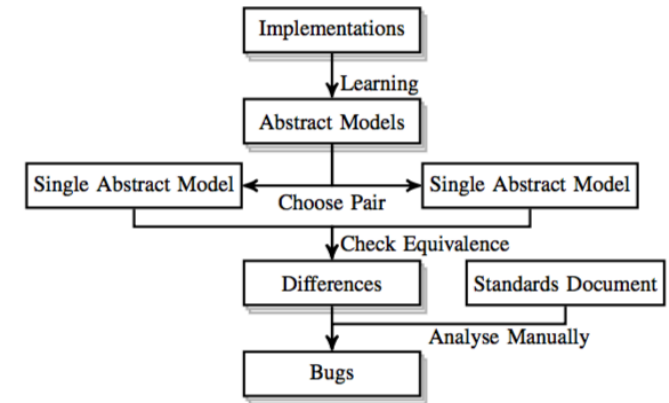 Implementations
Learning
Abstract Models
Single Abstract Model
Single Abstract Model
Choose Pair
Check Equivalence
Differences
Standards Document
Analyse Manually
Bugs